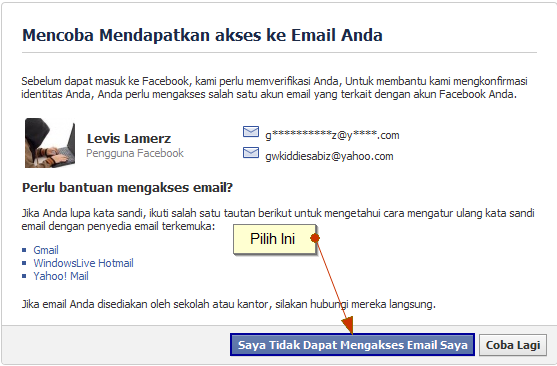 Mencoba Mendapatkan akses ke Email Anda
Sebelum dapat masuk ke Facebook, kami perlu memverifikasi Anda, Untuk membantu kami mengkonfirmasi
identitas Anda, Anda perlu mengakses salah satu akun email yang terkait dengan akun Facebook Anda.
Levis Lamerz
Pengguna Facebook
g**********z@y****.com
gwkiddiesabiz@yahoo.com
Perlu bantuan mengakses email?
Jika Anda lupa kata sandi, ikuti salah satu tautan berikut untuk mengetahui cara mengatur ulang kata sandi
email dengan penyedia email terkemuka:
Pilih Ini
Gmail
WindowsLive Hotmail
Yahoo! Mail
Jika email Anda disediakan oleh sekolah atau kantor, silakan hubungi mereka langsung.
Saya Tidak Dapat Mengakses Email Saya
Coba Lagi